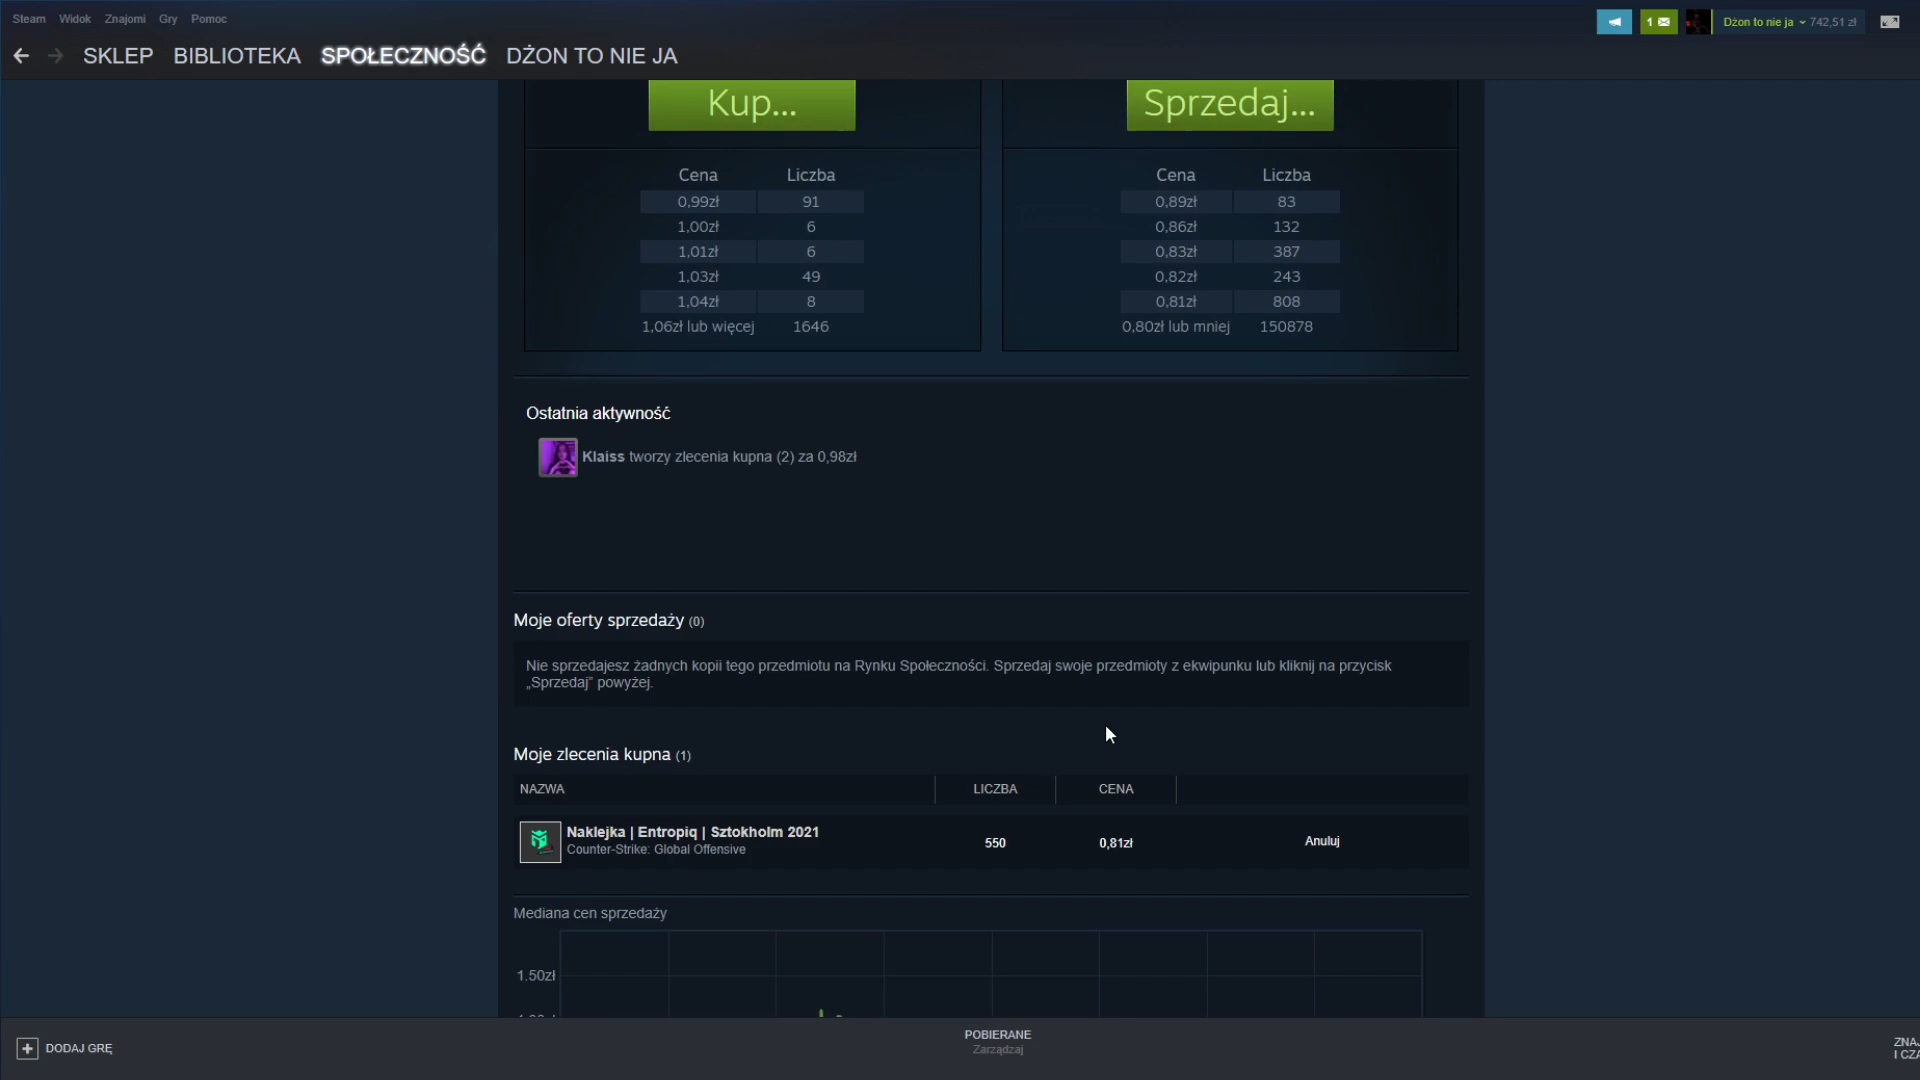 Steam Widok Znajomi Gry Pomoc
1 Dżon to nie ja 742,51 zł
SKLEP BIBLIOTEKA SPOŁECZNOŚĆ DŻON TO NIE JA
Kup... Sprzedaj...
Cena Liczba Cena Liczba
0,99zł 91 0,89zł 83
1,00zł 6 0,86zł 132
1,01zł 6 0,83zł 387
1,03zł 49 0,82zł 243
1,04zł 8 0,81zł 808
1,06zł lub więcej 1646 0,80zł lub mniej 150878
Ostatnia aktywność
Klaiss tworzy zlecenia kupna (2) za 0,98zł
Moje oferty sprzedaży (0)
Nie sprzedajesz żadnych kopii tego przedmiotu na Rynku Społeczności. Sprzedaj swoje przedmioty z ekwipunku lub kliknij na przycisk
„Sprzedaj” powyżej.
Moje zlecenia kupna (1)
NAZWA LICZBA CENA
Naklejka | Entropiq | Sztokholm 2021
Counter-Strike: Global Offensive
550 0,81zł Anuluj
Mediana cen sprzedaży
1.50zł
DODAJ GRĘ
POBIERANE
Zarządzaj
ZNAJ
I CZA